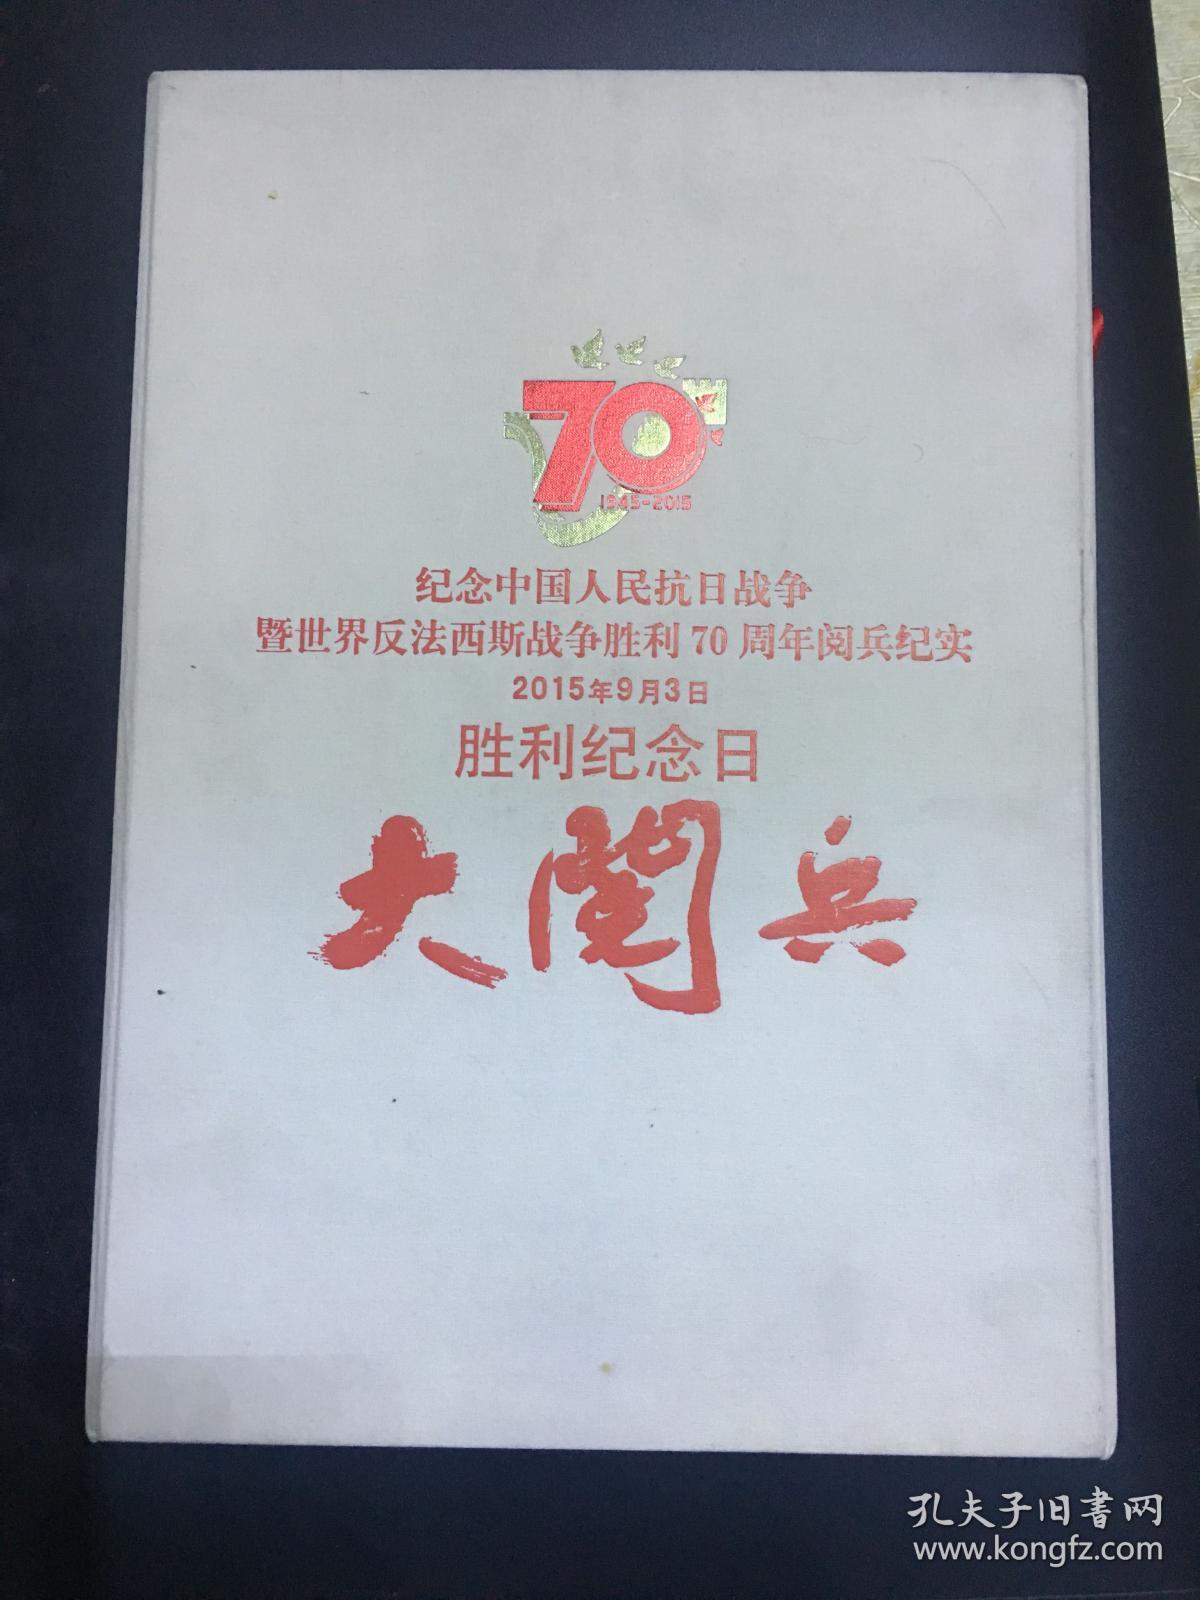 70
1945-2015
纪念中国人民抗日战争
暨世界反法西斯战争胜利70周年阅兵纪实
2015年9月3日
胜利纪念日
大阅兵
孔夫子旧书网
www.kongfz.com